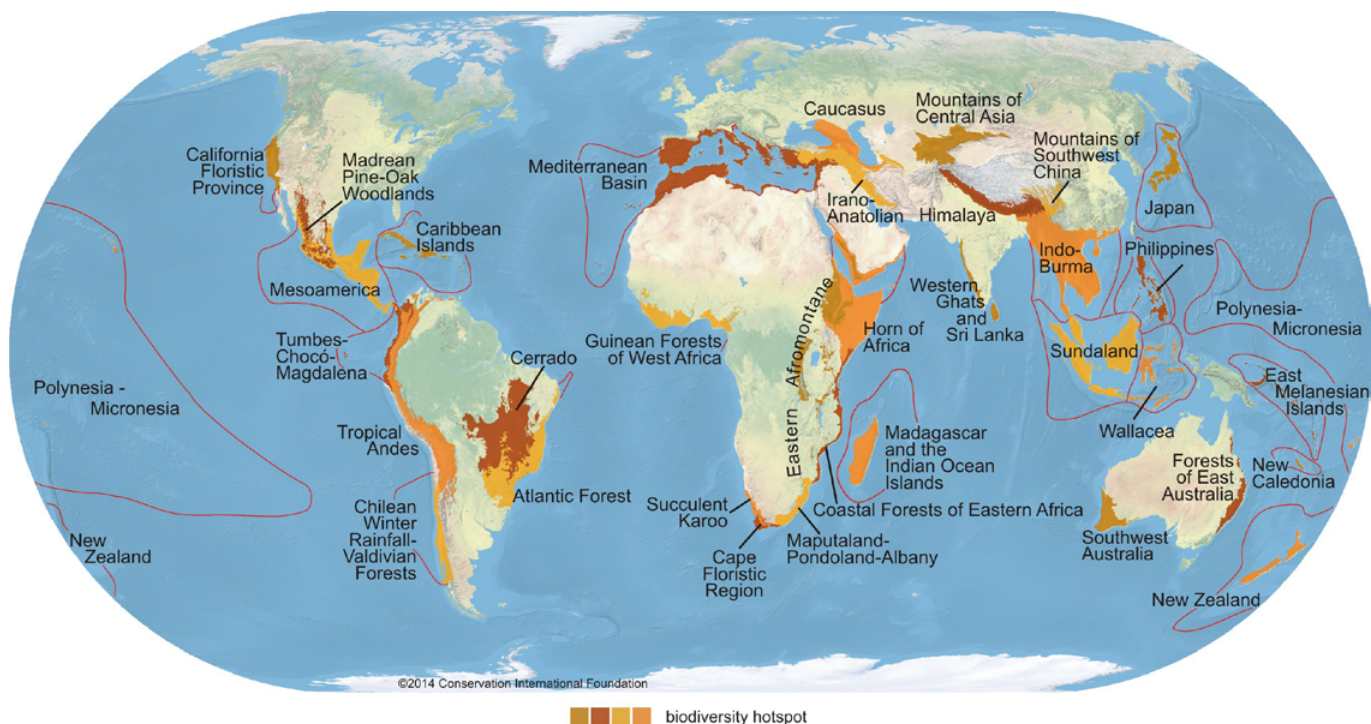 California
Floristic
Province
Madrean
Pine-Oak
Woodlands
Caribbean
Islands
Mesoamerica
Tumbes-
Chocó-
Magdalena
Polynesia -
Micronesia
New
Zealand
Tropical
Andes
Cerrado
Atlantic Forest
Chilean
Winter
Rainfall-
Valdivian
Forests
Mediterranean
Basin
Caucasus
Irano-
Anatolian
Mountains of
Central Asia
Mountains of
Southwest
China
Himalaya
Japan
Indo-
Burma
Philippines
Western
Ghats
and
Sri Lanka
Polynesia-
Micronesia
Guinean Forests
of West Africa
Eastern Afromontane
Horn of
Africa
Sundaland
Wallacea
East
Melanesian
Islands
Madagascar
and the
Indian Ocean
Islands
Coastal Forests of Eastern Africa
Succulent
Karoo
Cape
Floristic
Region
Maputaland-
Pondoland-Albany
Forests
of East
Australia
New
Caledonia
Southwest
Australia
New Zealand
©2014 Conservation International Foundation
biodiversity hotspot